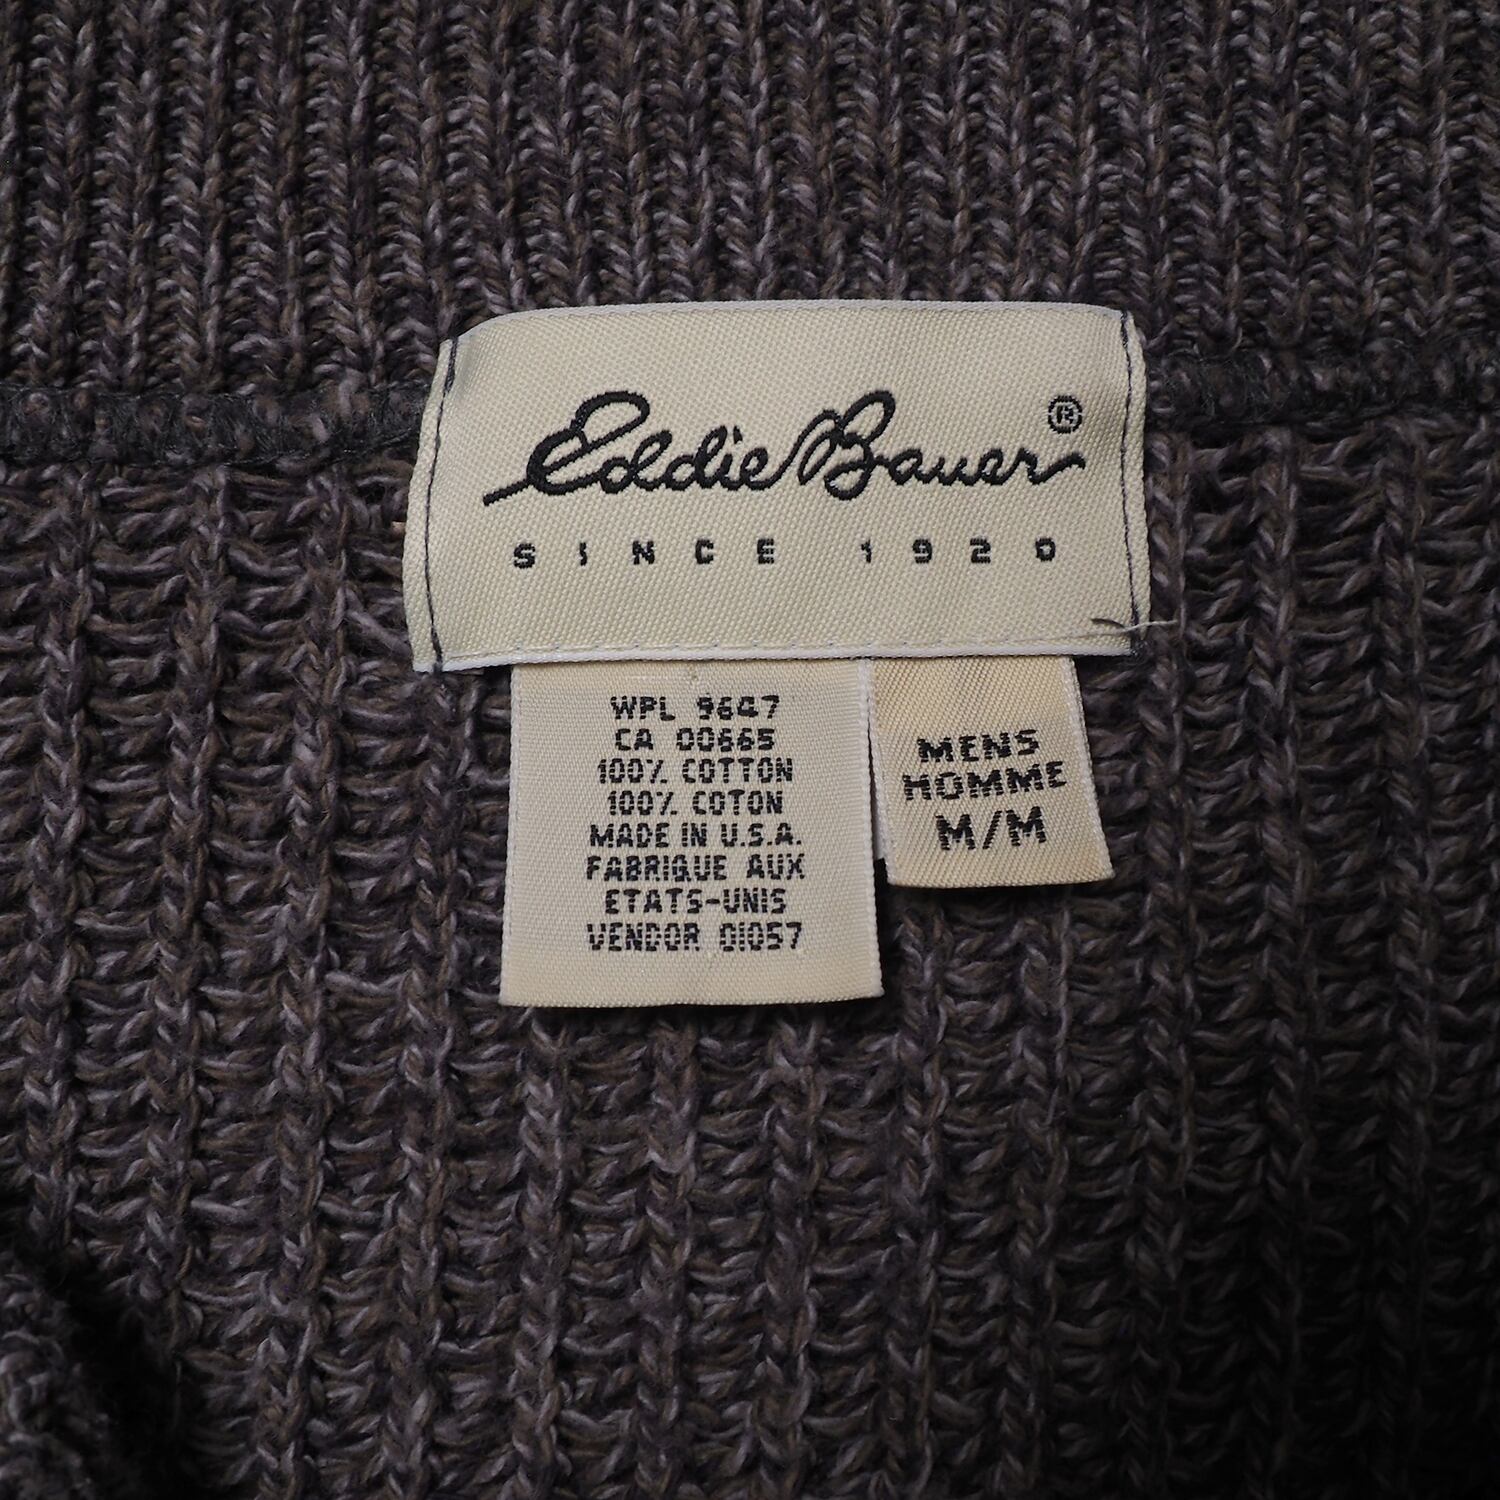 Eddie Bauer®
SINCE 1920
WPL 9647
CA 00665
100% COTTON
100% COTON
MADE IN U.S.A.
FABRIQUE AUX
ETATS-UNIS
VENDOR 01057
MENS
HOMME
M/M